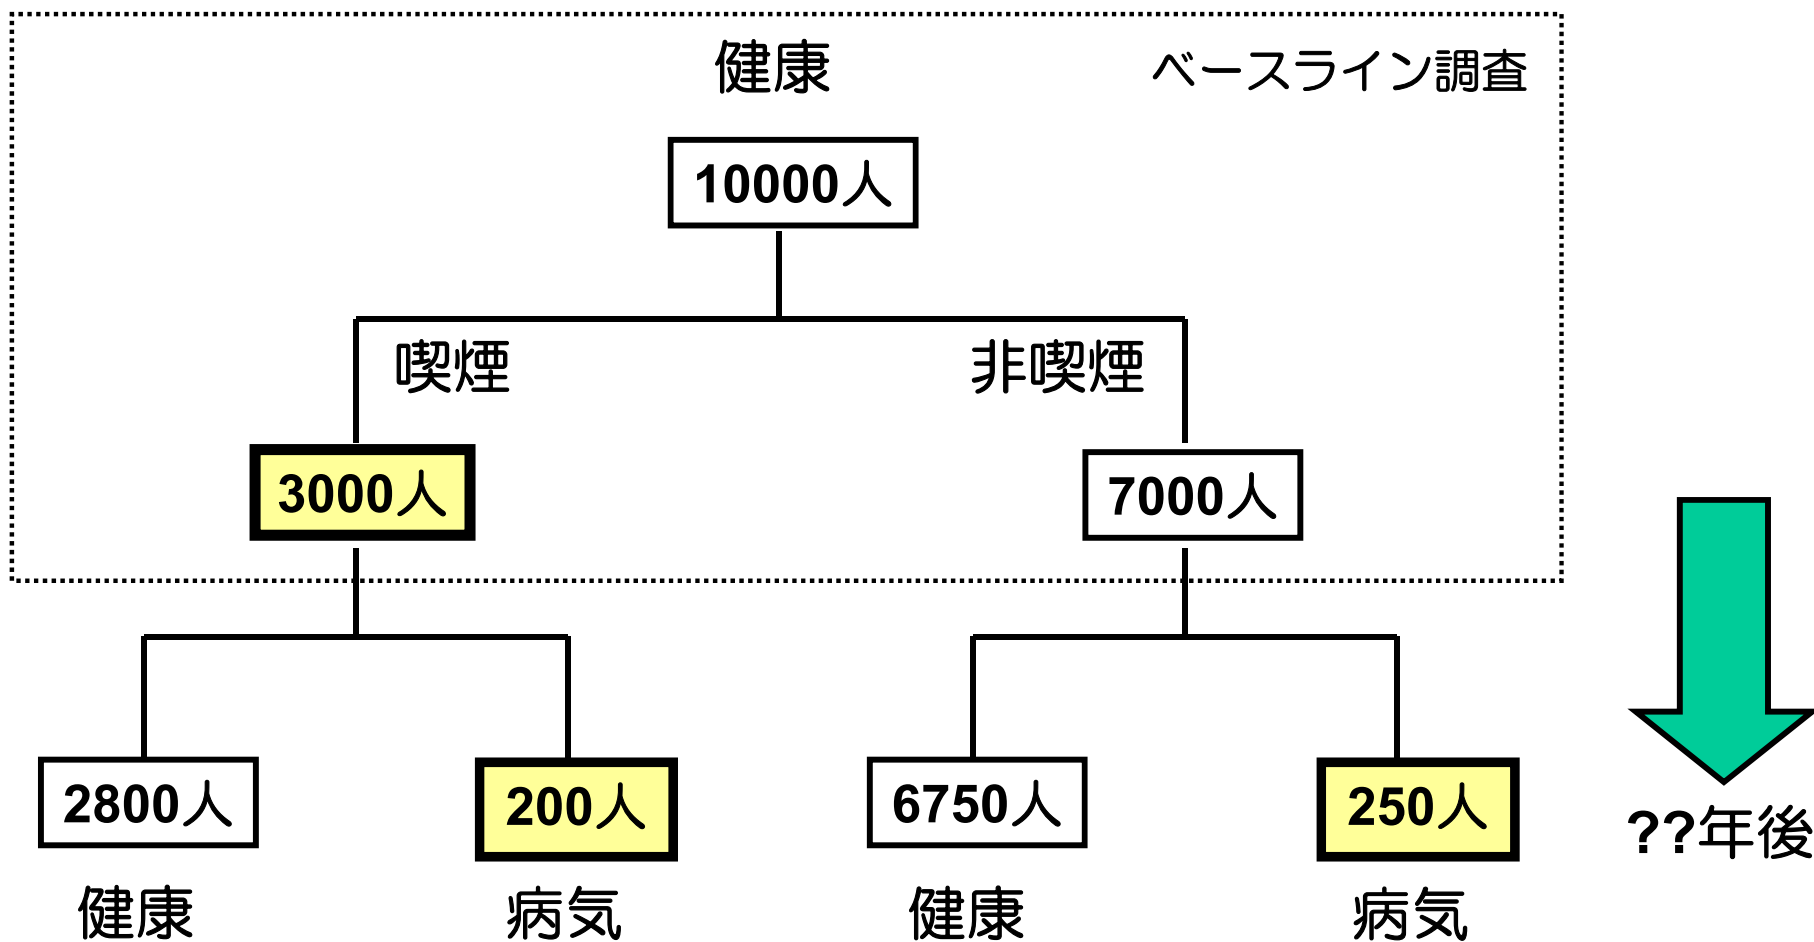 健康
ベースライン調査
10000人
喫煙
非喫煙
3000人
7000人
2800人
200人
6750人
250人
??年後
健康
病気
健康
病気